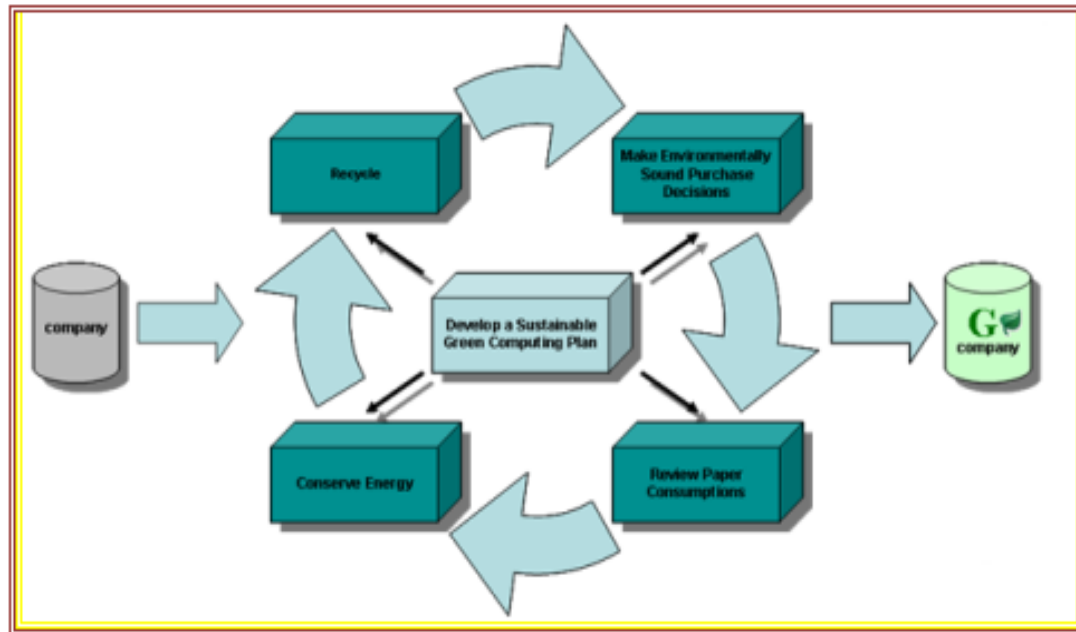 Recycle
Make Environmentally
Sound Purchase
Decisions
company
Develop a Sustainable
Green Computing Plan
G
company
Conserve Energy
Review Paper
Consumptions